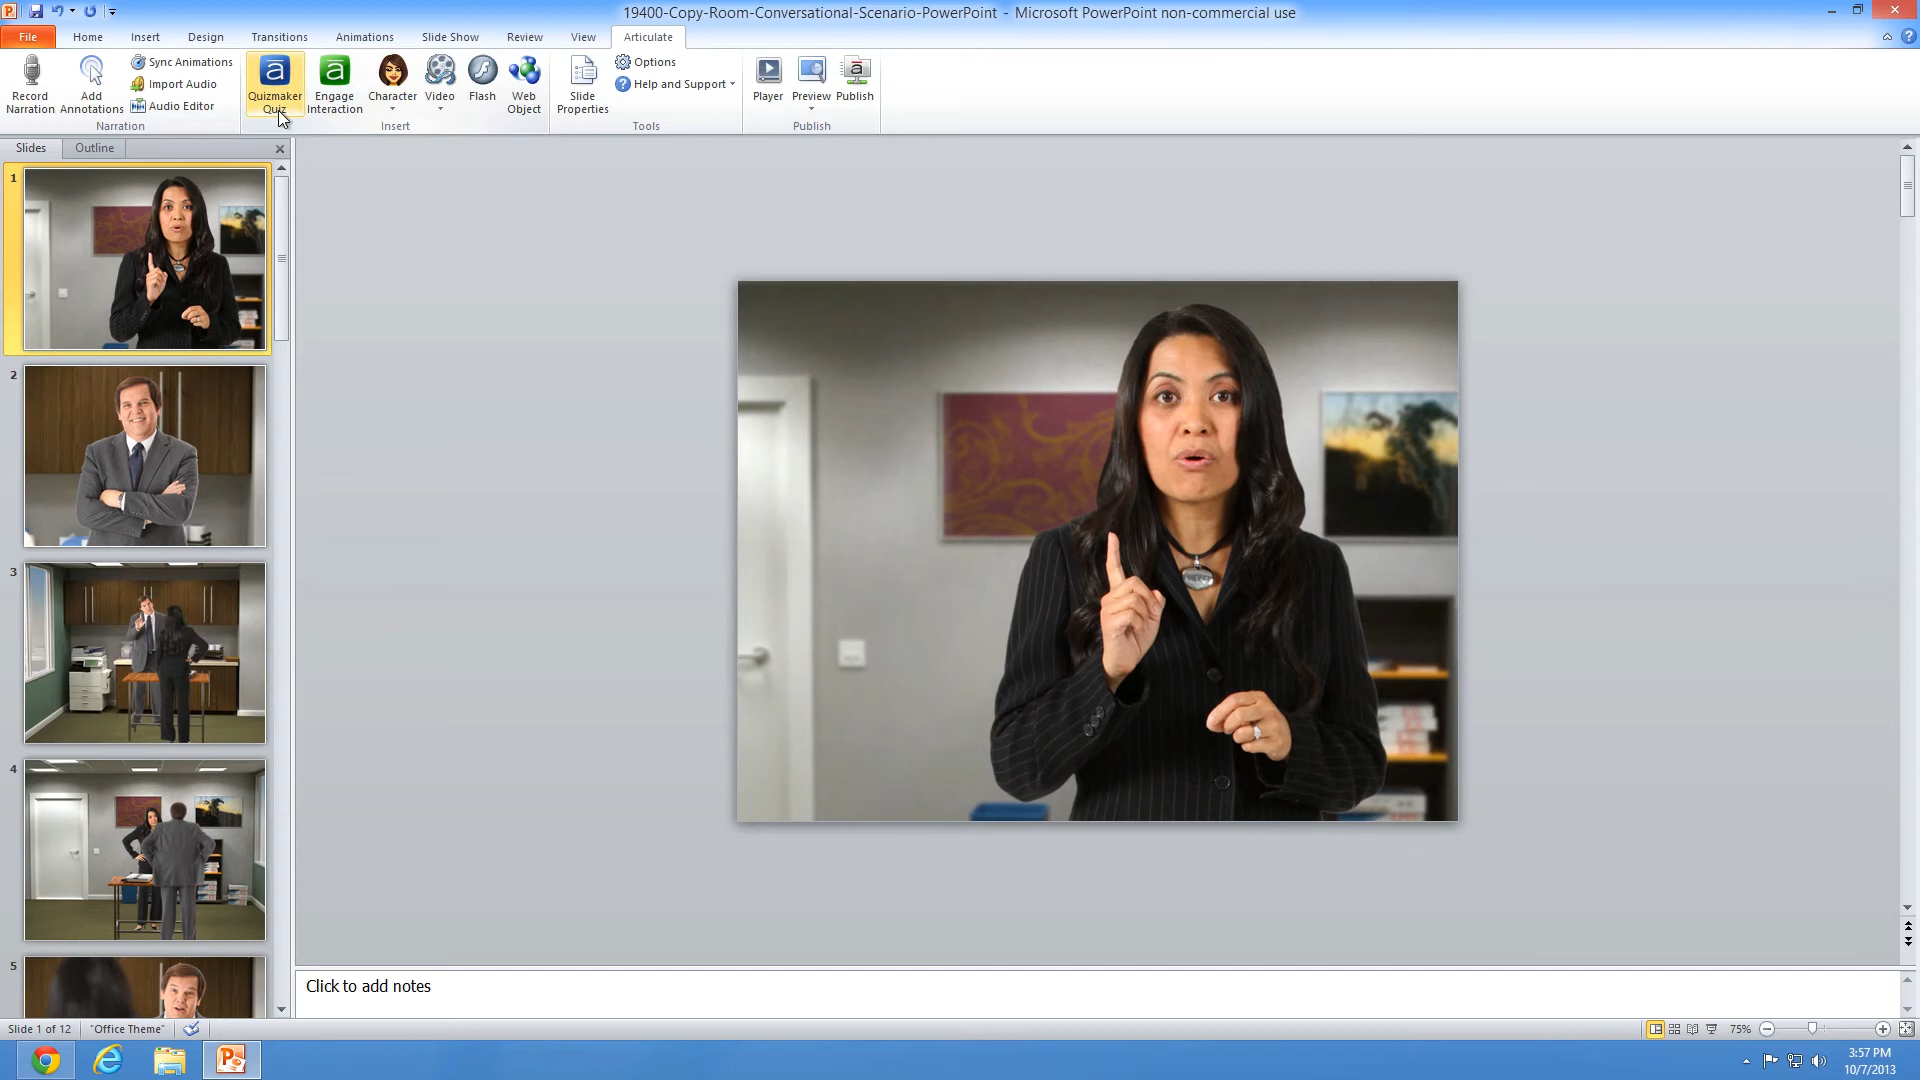 19400-Copy-Room-Conversational-Scenario-PowerPoint - Microsoft PowerPoint non-commercial use
File Home Insert Design Transitions Animations Slide Show Review View Articulate
Record Narration
Add Annotations
Sync Animations
Import Audio
Audio Editor
Quizmaker Quiz
Engage Interaction
Character
Video
Flash
Web Object
Slide Properties
Options
Help and Support
Player
Preview
Publish
Narration
Insert
Tools
Publish
Slides Outline
1
2
3
4
5
Click to add notes
Slide 1 of 12 "Office Theme" 75%
3:57 PM
10/7/2013